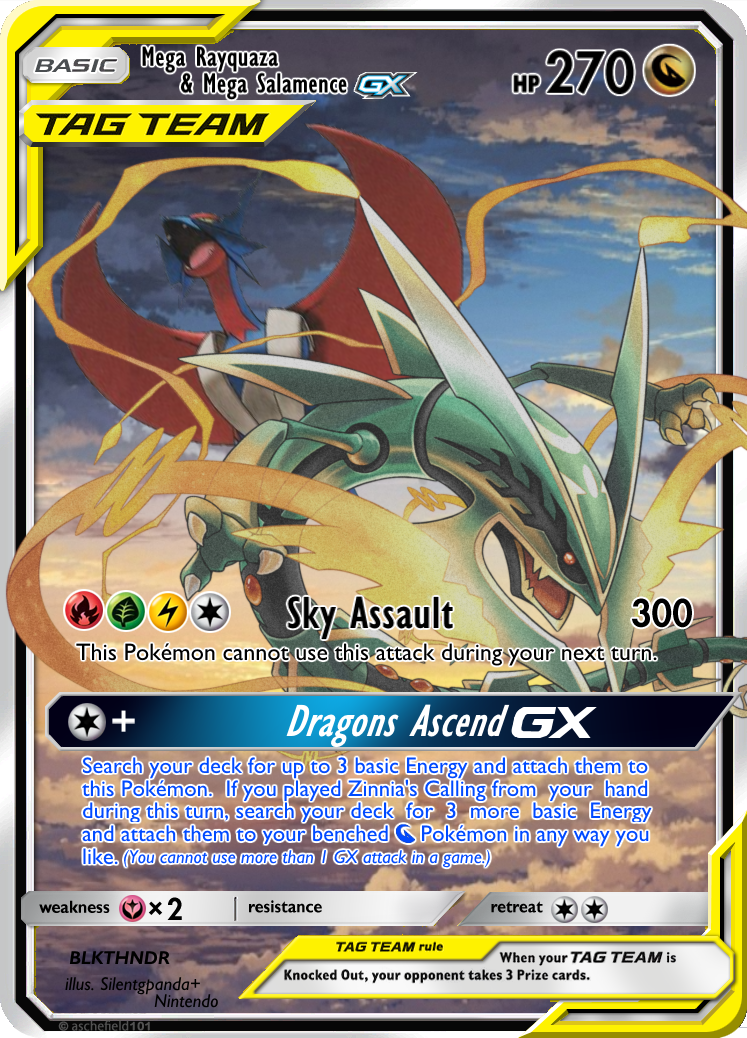 BASIC
Mega Rayquaza
& Mega Salamence GX
HP 270
TAG TEAM
Sky Assault 300
This Pokémon cannot use this attack during your next turn.
+ Dragons Ascend GX
Search your deck for up to 3 basic Energy and attach them to
this Pokémon. If you played Zinnia's Calling from your hand
during this turn, search your deck for 3 more basic Energy
and attach them to your benched Pokémon in any way you
like. (You cannot use more than 1 GX attack in a game.)
weakness ×2 resistance retreat
BLKTHNDR
illus. Silentgpanda+
Nintendo
TAG TEAM rule
When your TAG TEAM is
Knocked Out, your opponent takes 3 Prize cards.
© aschefield101